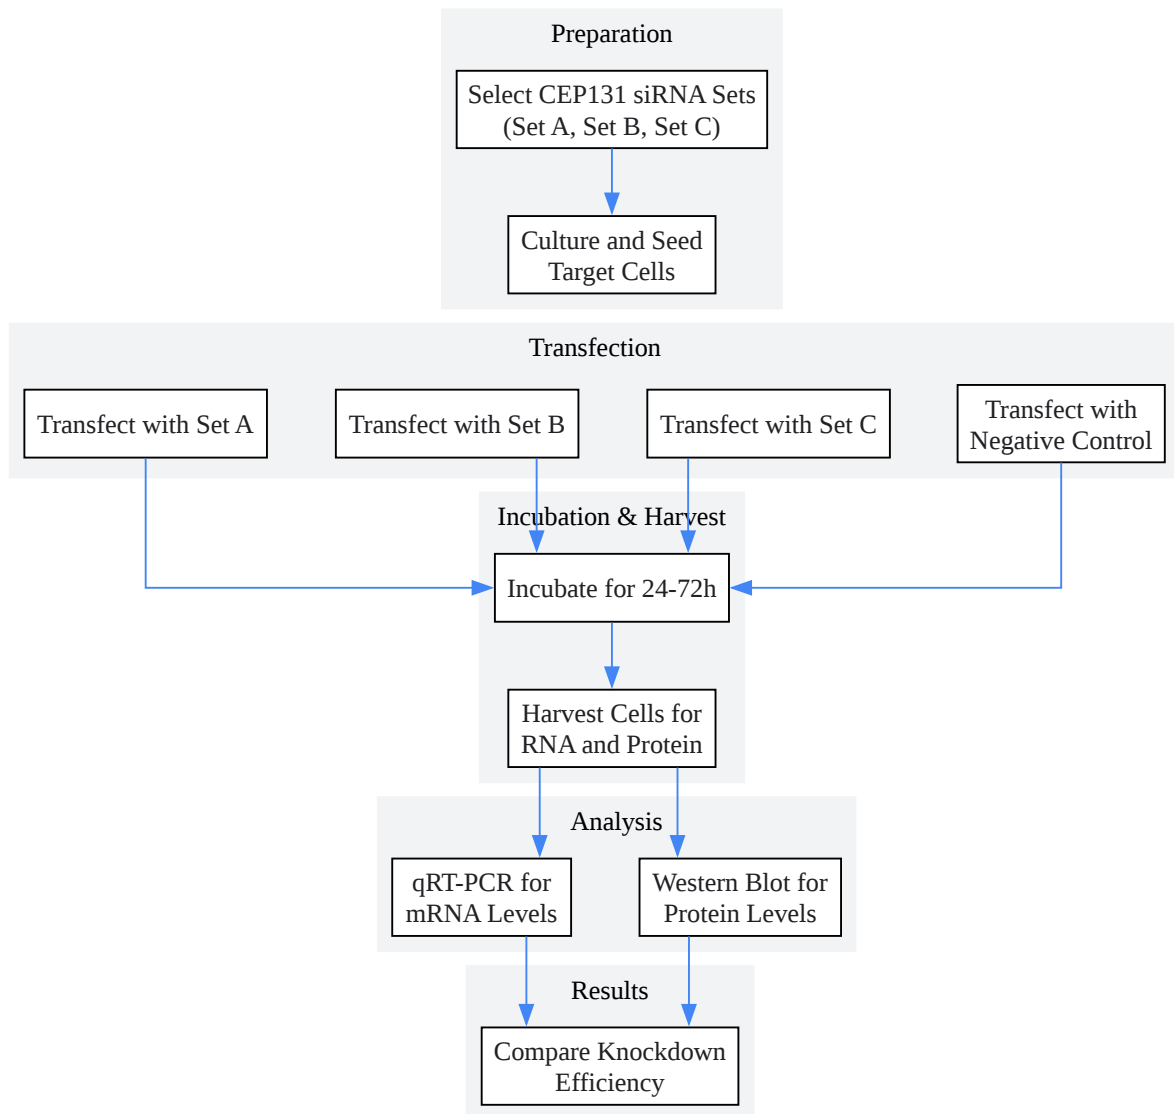 Preparation
Select CEP131 siRNA Sets
(Set A, Set B, Set C)
Culture and Seed
Target Cells
Transfection
Transfect with Set A
Transfect with Set B
Transfect with Set C
Transfect with
Negative Control
Incubation & Harvest
Incubate for 24-72h
Harvest Cells for
RNA and Protein
Analysis
qRT-PCR for
mRNA Levels
Western Blot for
Protein Levels
Results
Compare Knockdown
Efficiency